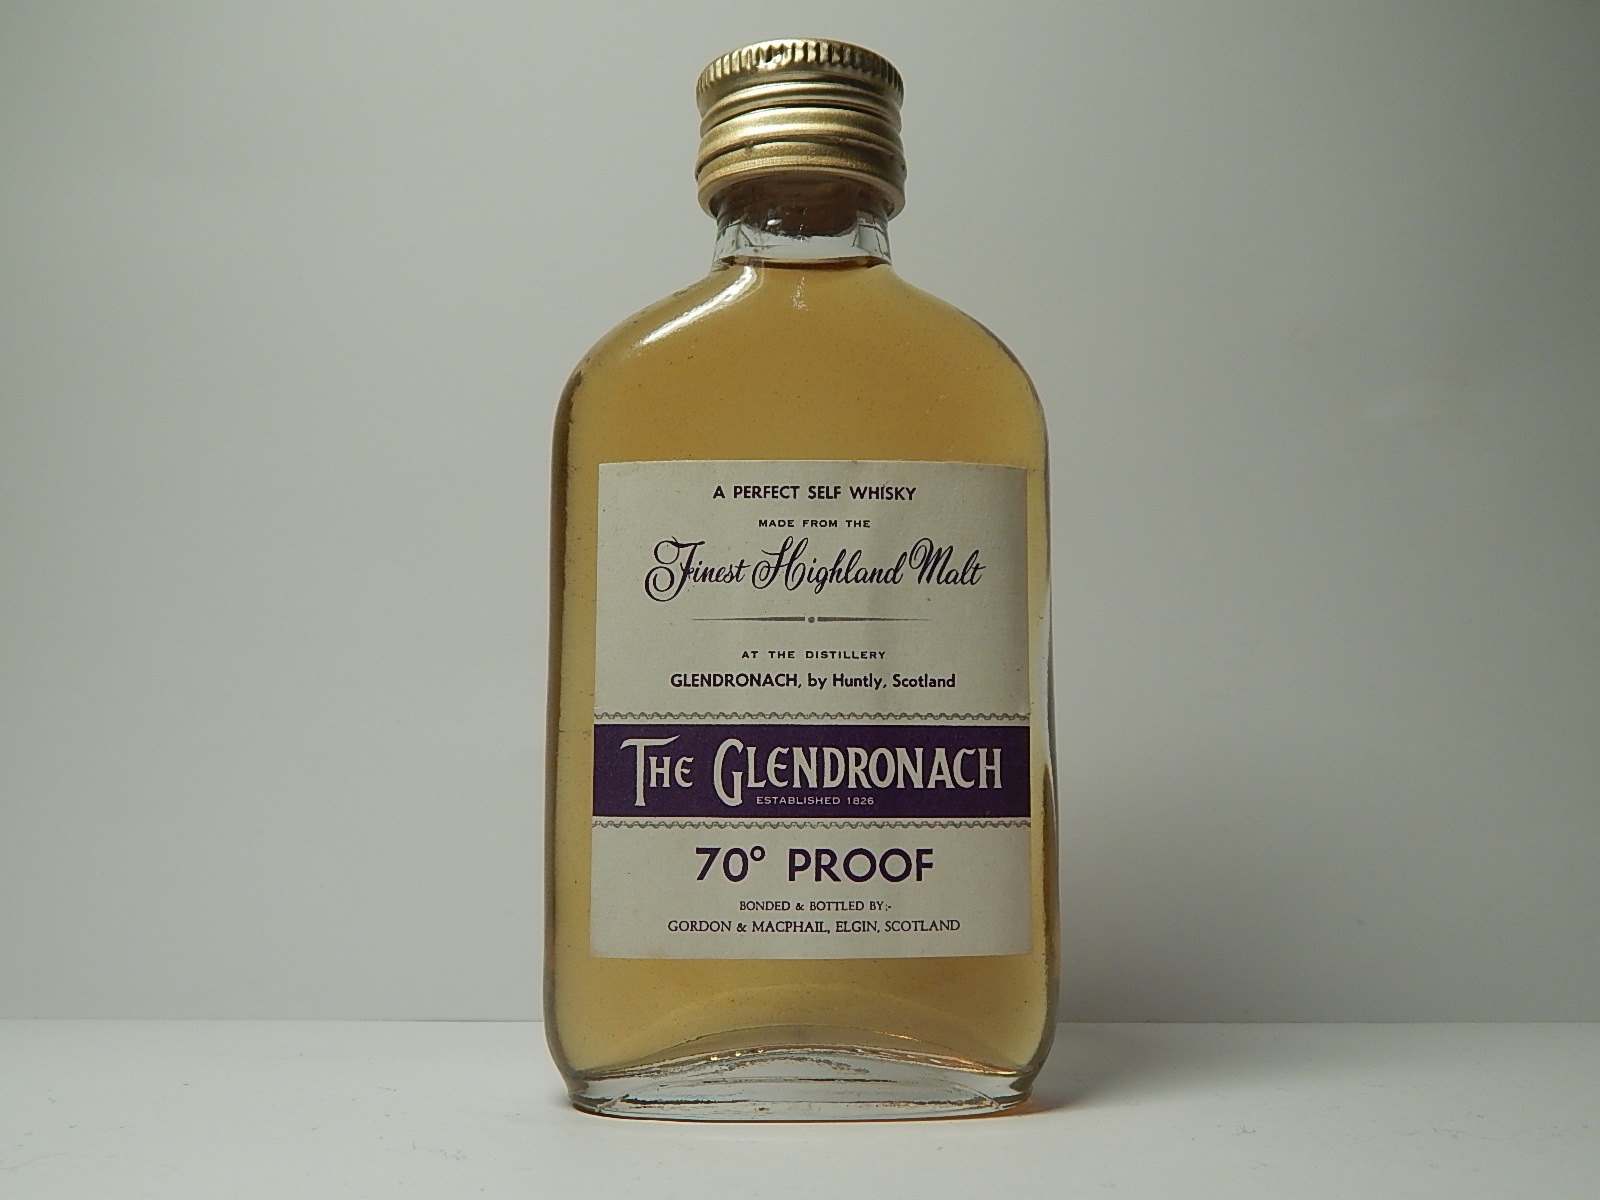 A PERFECT SELF WHISKY
MADE FROM THE
Finest Highland Malt
AT THE DISTILLERY
GLENDRONACH, by Huntly, Scotland
THE GLENDRONACH
ESTABLISHED 1826
70º PROOF
BONDED & BOTTLED BY:-
GORDON & MACPHAIL, ELGIN, SCOTLAND